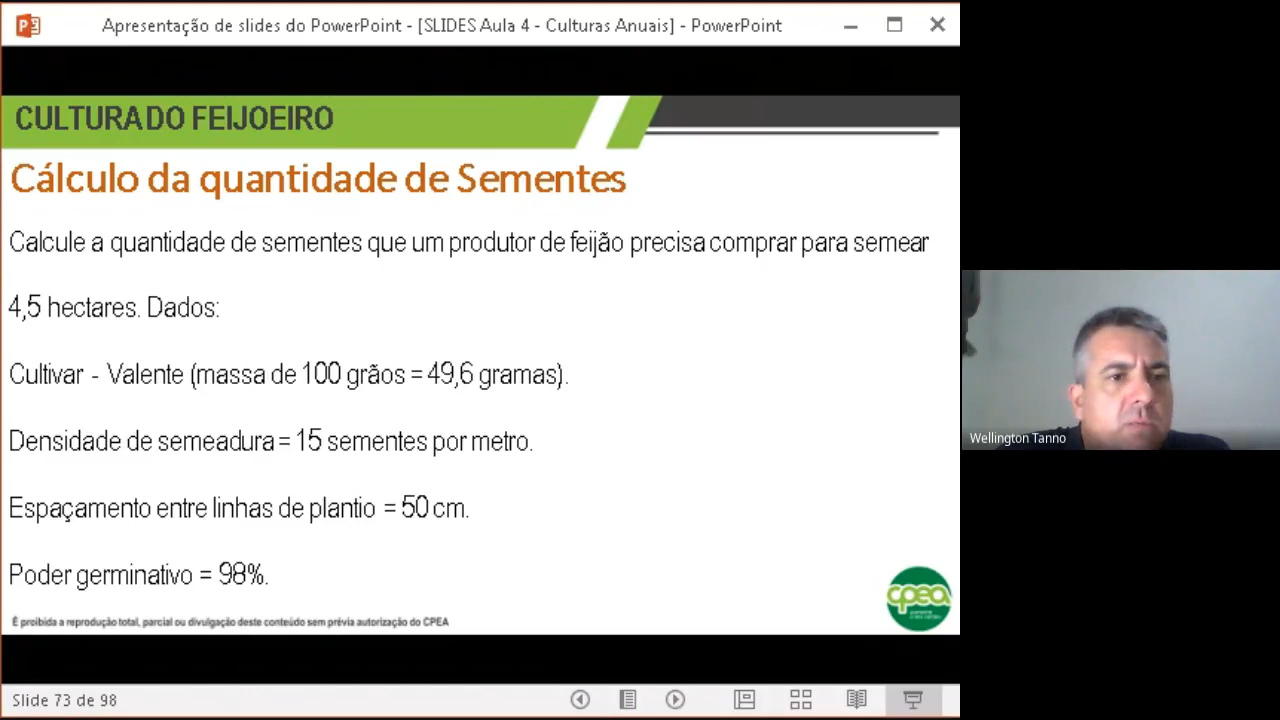 Apresentação de slides do PowerPoint - [SLIDES Aula 4 - Culturas Anuais] - PowerPoint
CULTURA DO FEIJOEIRO
Cálculo da quantidade de Sementes
Calcule a quantidade de sementes que um produtor de feijão precisa comprar para semear
4,5 hectares. Dados:
Cultivar - Valente (massa de 100 grãos = 49,6 gramas).
Densidade de semeadura = 15 sementes por metro.
Espaçamento entre linhas de plantio = 50 cm.
Poder germinativo = 98%.
cpea
É proibida a reprodução total, parcial ou divulgação deste conteúdo sem prévia autorização do CPEA
Slide 73 de 98
Wellington Tanno